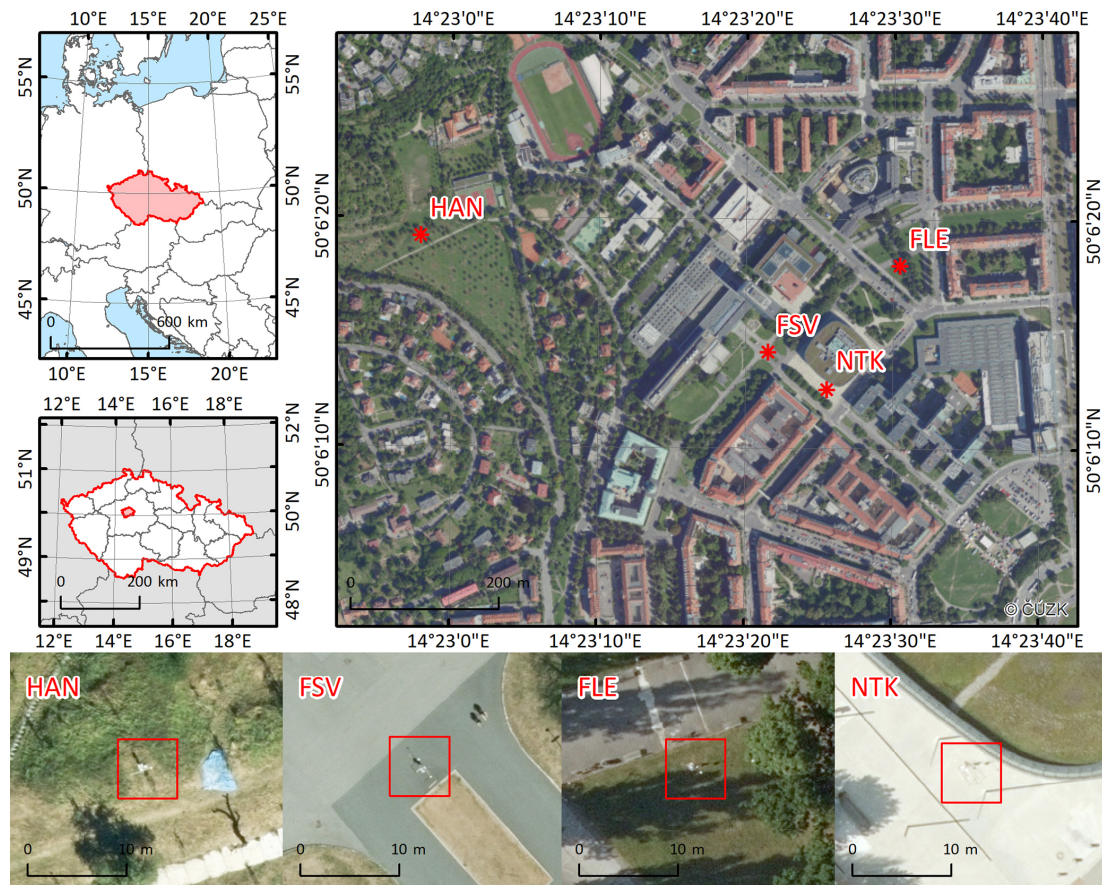 10°E 15°E 20°E 25°E
55°N
50°N
45°N
55°N
50°N
45°N
0 600 km
10°E 15°E 20°E
12°E 14°E 16°E 18°E
51°N
50°N
49°N
52°N
50°N
48°N
0 200 km
12°E 14°E 16°E 18°E
14°23'0"E 14°23'10"E 14°23'20"E 14°23'30"E 14°23'40"E
50°6'20"N
50°6'10"N
50°6'20"N
50°6'10"N
HAN
FLE
FSV
NTK
0 200 m
© ČÚZK
14°23'0"E 14°23'10"E 14°23'20"E 14°23'30"E 14°23'40"E
HAN
0 10 m
FSV
0 10 m
FLE
0 10 m
NTK
0 10 m